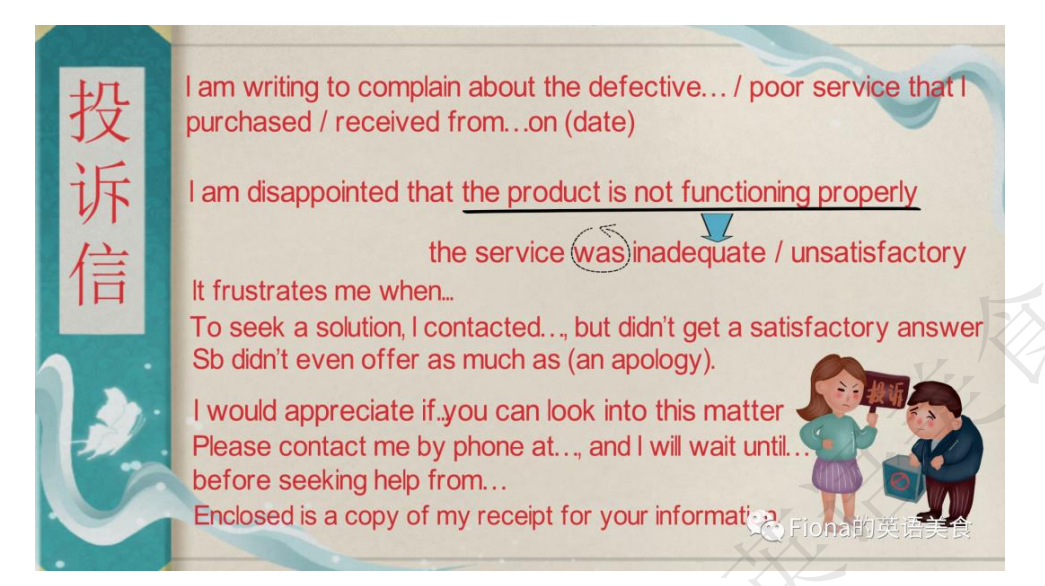 投诉信
I am writing to complain about the defective… / poor service that I
purchased / received from…on (date)
I am disappointed that the product is not functioning properly
the service was inadequate / unsatisfactory
It frustrates me when...
To seek a solution, I contacted…, but didn't get a satisfactory answer
Sb didn't even offer as much as (an apology).
I would appreciate if..you can look into this matter
Please contact me by phone at…, and I will wait until…
before seeking help from…
Enclosed is a copy of my receipt for your information
投诉
Fiona的英语美食